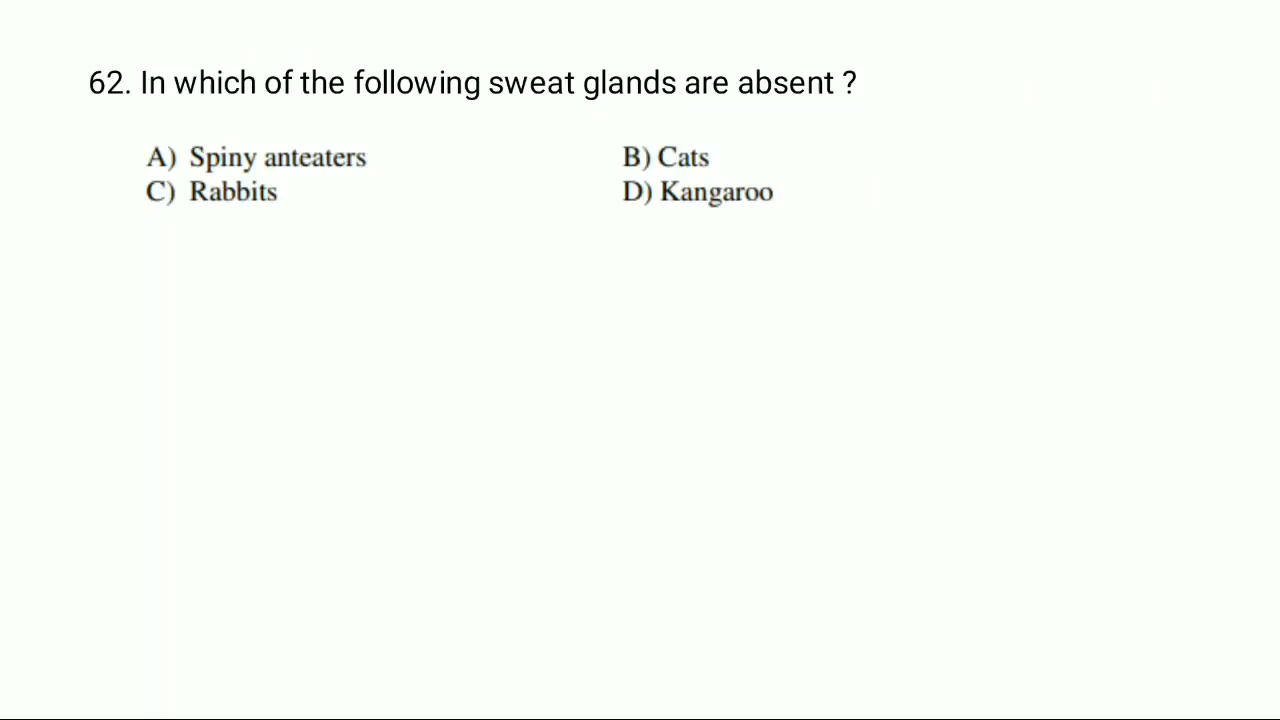 62. In which of the following sweat glands are absent ?
A) Spiny anteaters B) Cats
C) Rabbits D) Kangaroo